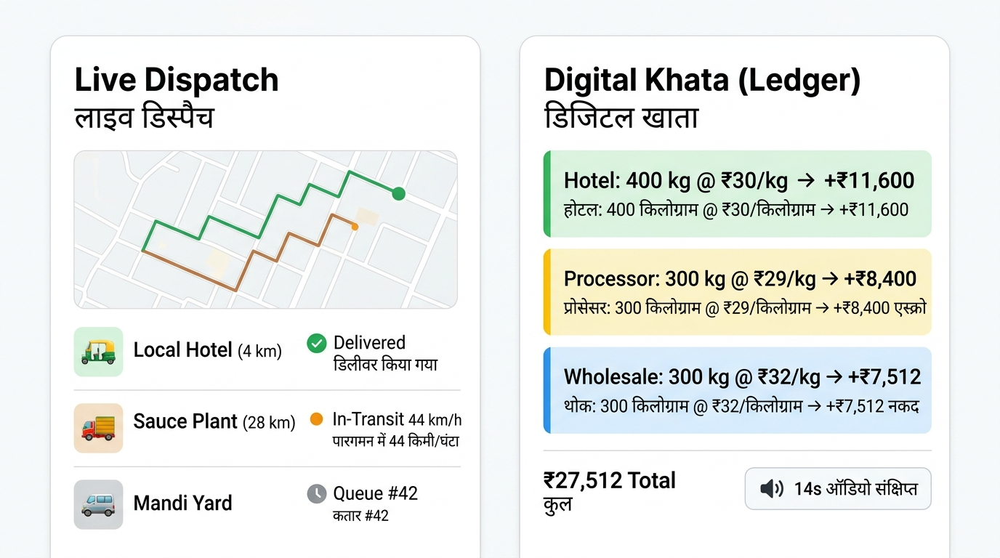 Live Dispatch
लाइव डिस्पैच
Local Hotel (4 km)
Delivered
डिलीवर किया गया
Sauce Plant (28 km)
In-Transit 44 km/h
पारगमन में 44 किमी/घंटा
Mandi Yard
Queue #42
कतार #42
Digital Khata (Ledger)
डिजिटल खाता
Hotel: 400 kg @ ₹30/kg → +₹11,600
होटल: 400 किलोग्राम @ ₹30/किलोग्राम → +₹11,600
Processor: 300 kg @ ₹29/kg → +₹8,400
प्रोसेसर: 300 किलोग्राम @ ₹29/किलोग्राम → +₹8,400 एस्क्रो
Wholesale: 300 kg @ ₹32/kg → +₹7,512
थोक: 300 किलोग्राम @ ₹32/किलोग्राम → +₹7,512 नकद
₹27,512 Total
कुल
14s ऑडियो संक्षिप्त